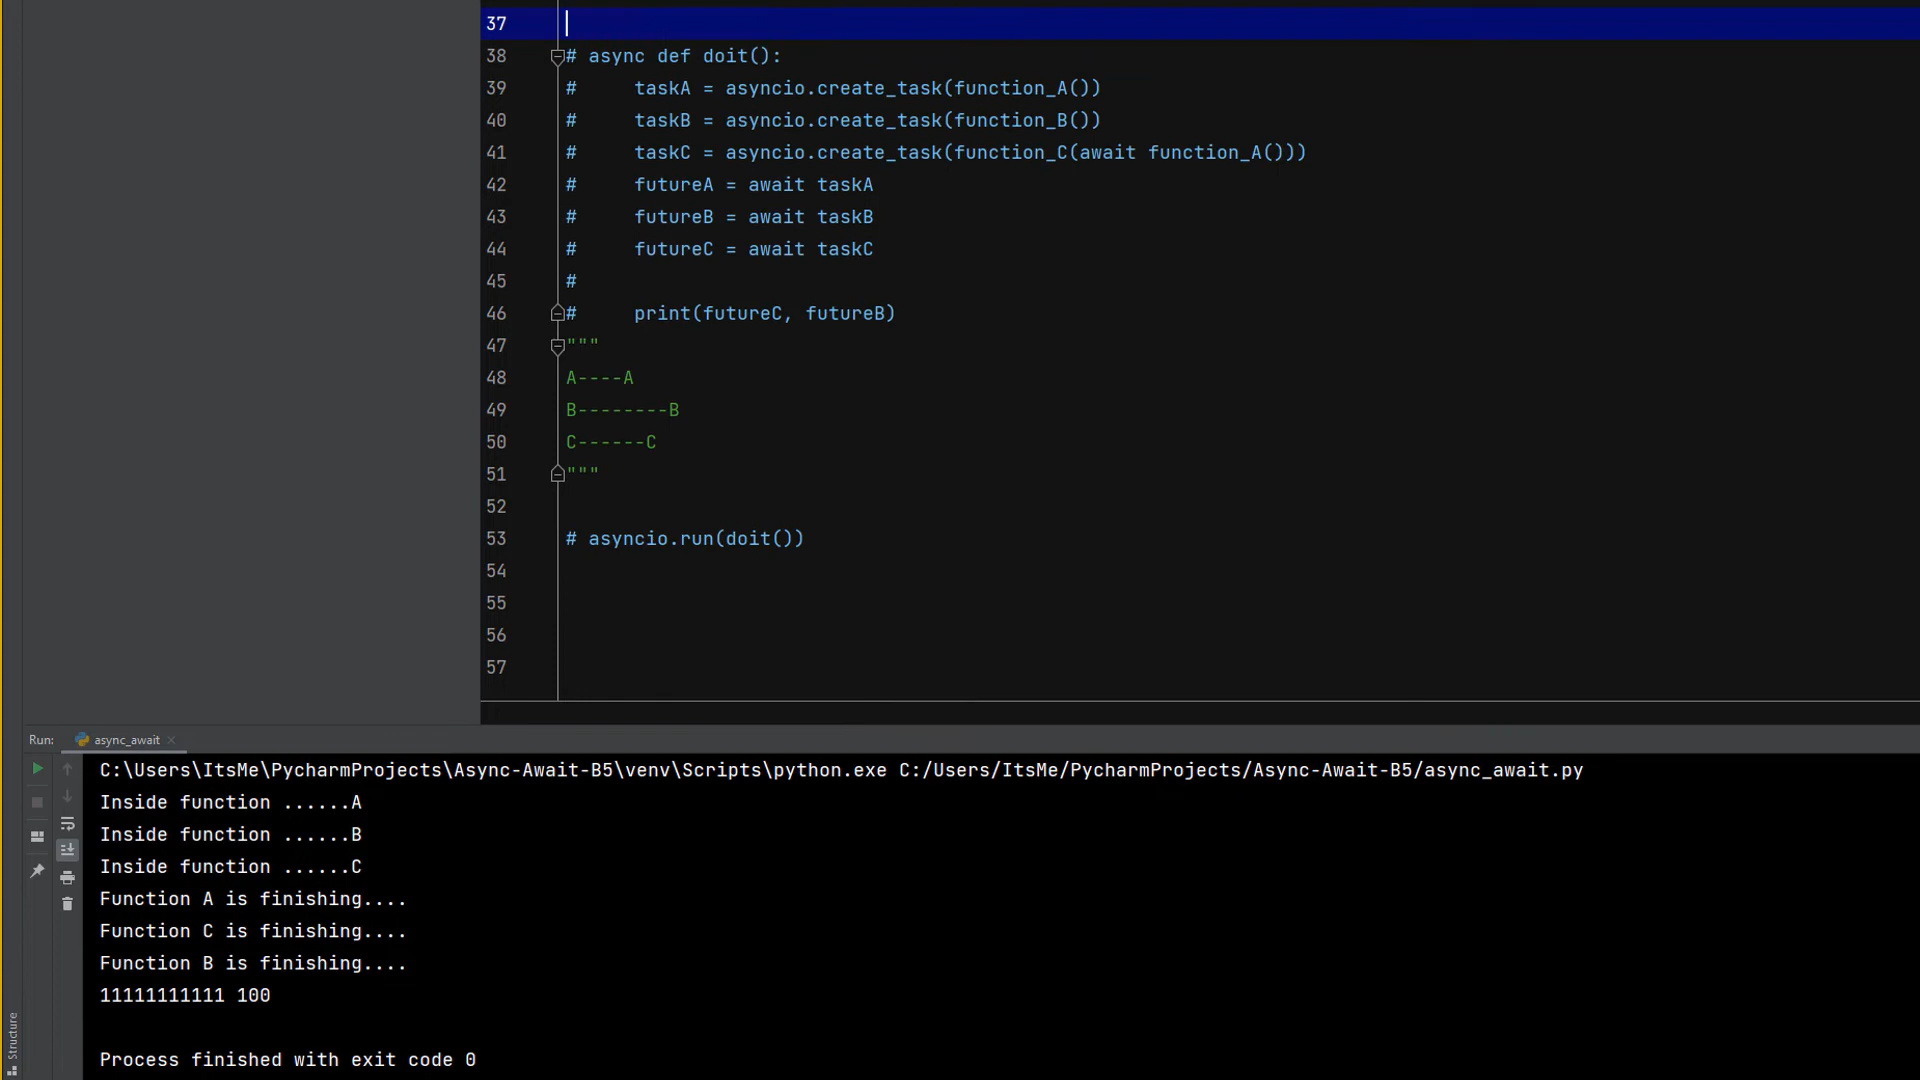 37
38 # async def doit():
39 #     taskA = asyncio.create_task(function_A())
40 #     taskB = asyncio.create_task(function_B())
41 #     taskC = asyncio.create_task(function_C(await function_A()))
42 #     futureA = await taskA
43 #     futureB = await taskB
44 #     futureC = await taskC
45 #
46 #     print(futureC, futureB)
47 """
48 A----A
49 B--------B
50 C------C
51 """
52
53 # asyncio.run(doit())
54
55
56
57
Run: async_await
C:\Users\ItsMe\PycharmProjects\Async-Await-B5\venv\Scripts\python.exe C:/Users/ItsMe/PycharmProjects/Async-Await-B5/async_await.py
Inside function ......A
Inside function ......B
Inside function ......C
Function A is finishing....
Function C is finishing....
Function B is finishing....
11111111111 100
Process finished with exit code 0
Structure